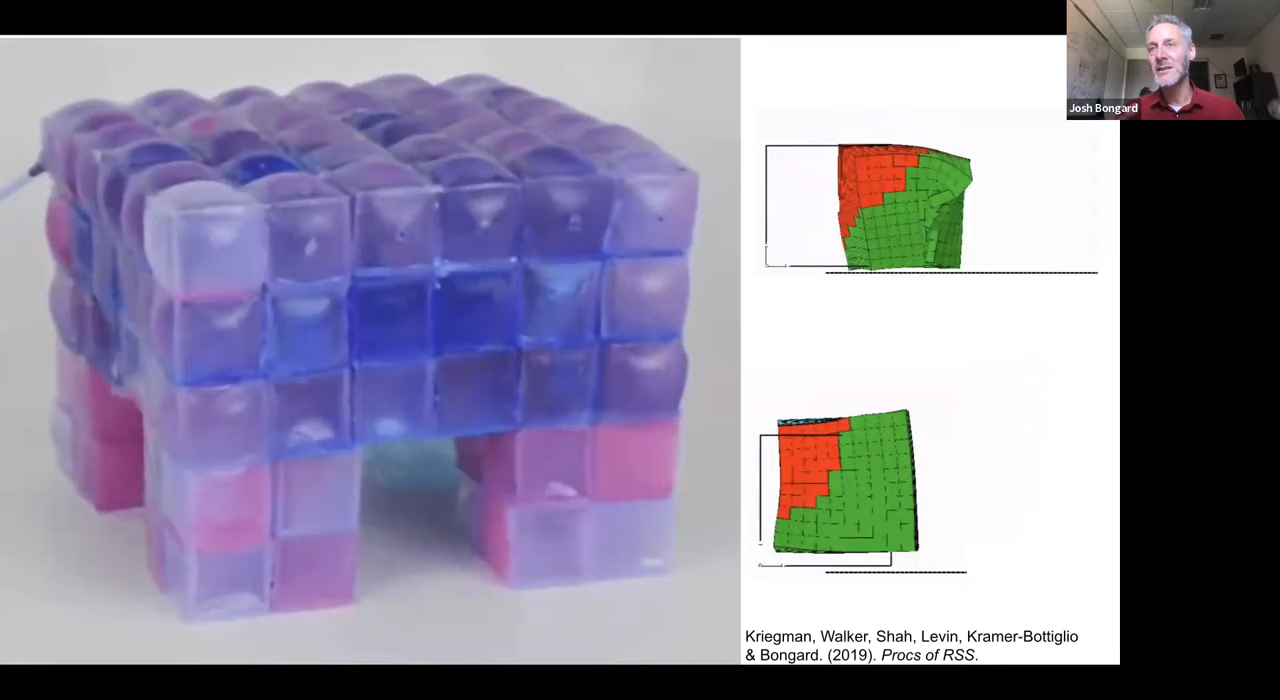 Josh Bongard
Kriegman, Walker, Shah, Levin, Kramer-Bottiglio
& Bongard. (2019). Procs of RSS.